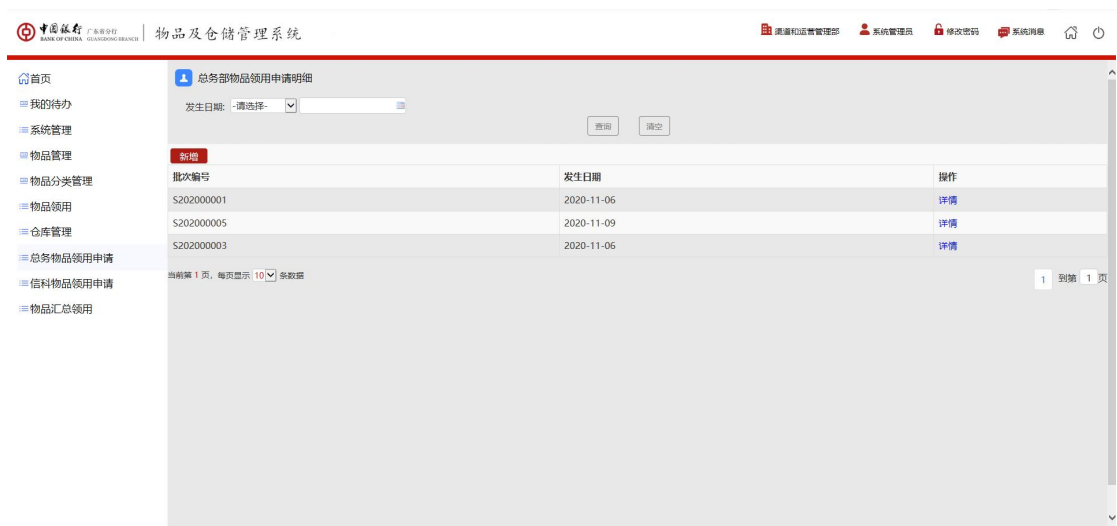 中国银行 广东省分行 物品及仓储管理系统
BANK OF CHINA GUANGDONG BRANCH
渠道和运营管理部 系统管理员 修改密码 系统消息
首页
我的待办
系统管理
物品管理
物品分类管理
物品领用
仓库管理
总务物品领用申请
信科物品领用申请
物品汇总领用
总务部物品领用申请明细
发生日期: -请选择-
查询 清空
新增
批次编号 发生日期 操作
S202000001 2020-11-06 详情
S202000005 2020-11-09 详情
S202000003 2020-11-06 详情
当前第 1 页, 每页显示 10 条数据 1 到第 1 页